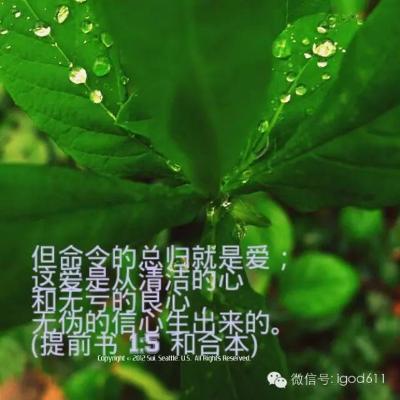 但命令的总归就是爱；
这爱是从清洁的心
和无亏的良心
无伪的信心生出来的。
(提前书 1:5 和合本)
Copyright © 2012 Sui, Seattle. U.S. All Rights Reserved.
微信号: igod611